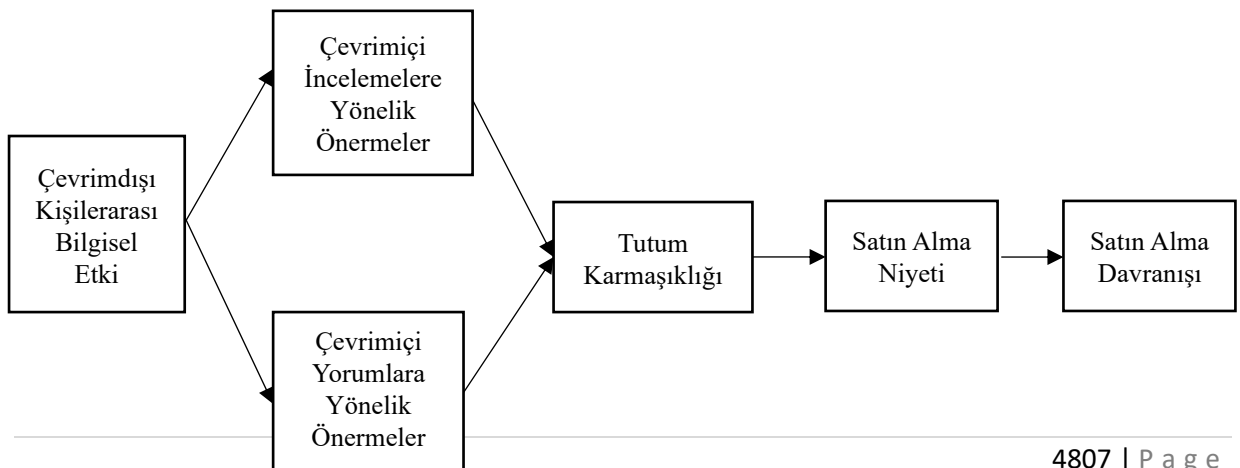 Çevrimdışı
Kişilerarası
Bilgisel
Etki
Çevrimiçi
İncelemelere
Yönelik
Önermeler
Çevrimiçi
Yorumlara
Yönelik
Önermeler
Tutum
Karmaşıklığı
Satın Alma
Niyeti
Satın Alma
Davranışı
4807 | P a g e